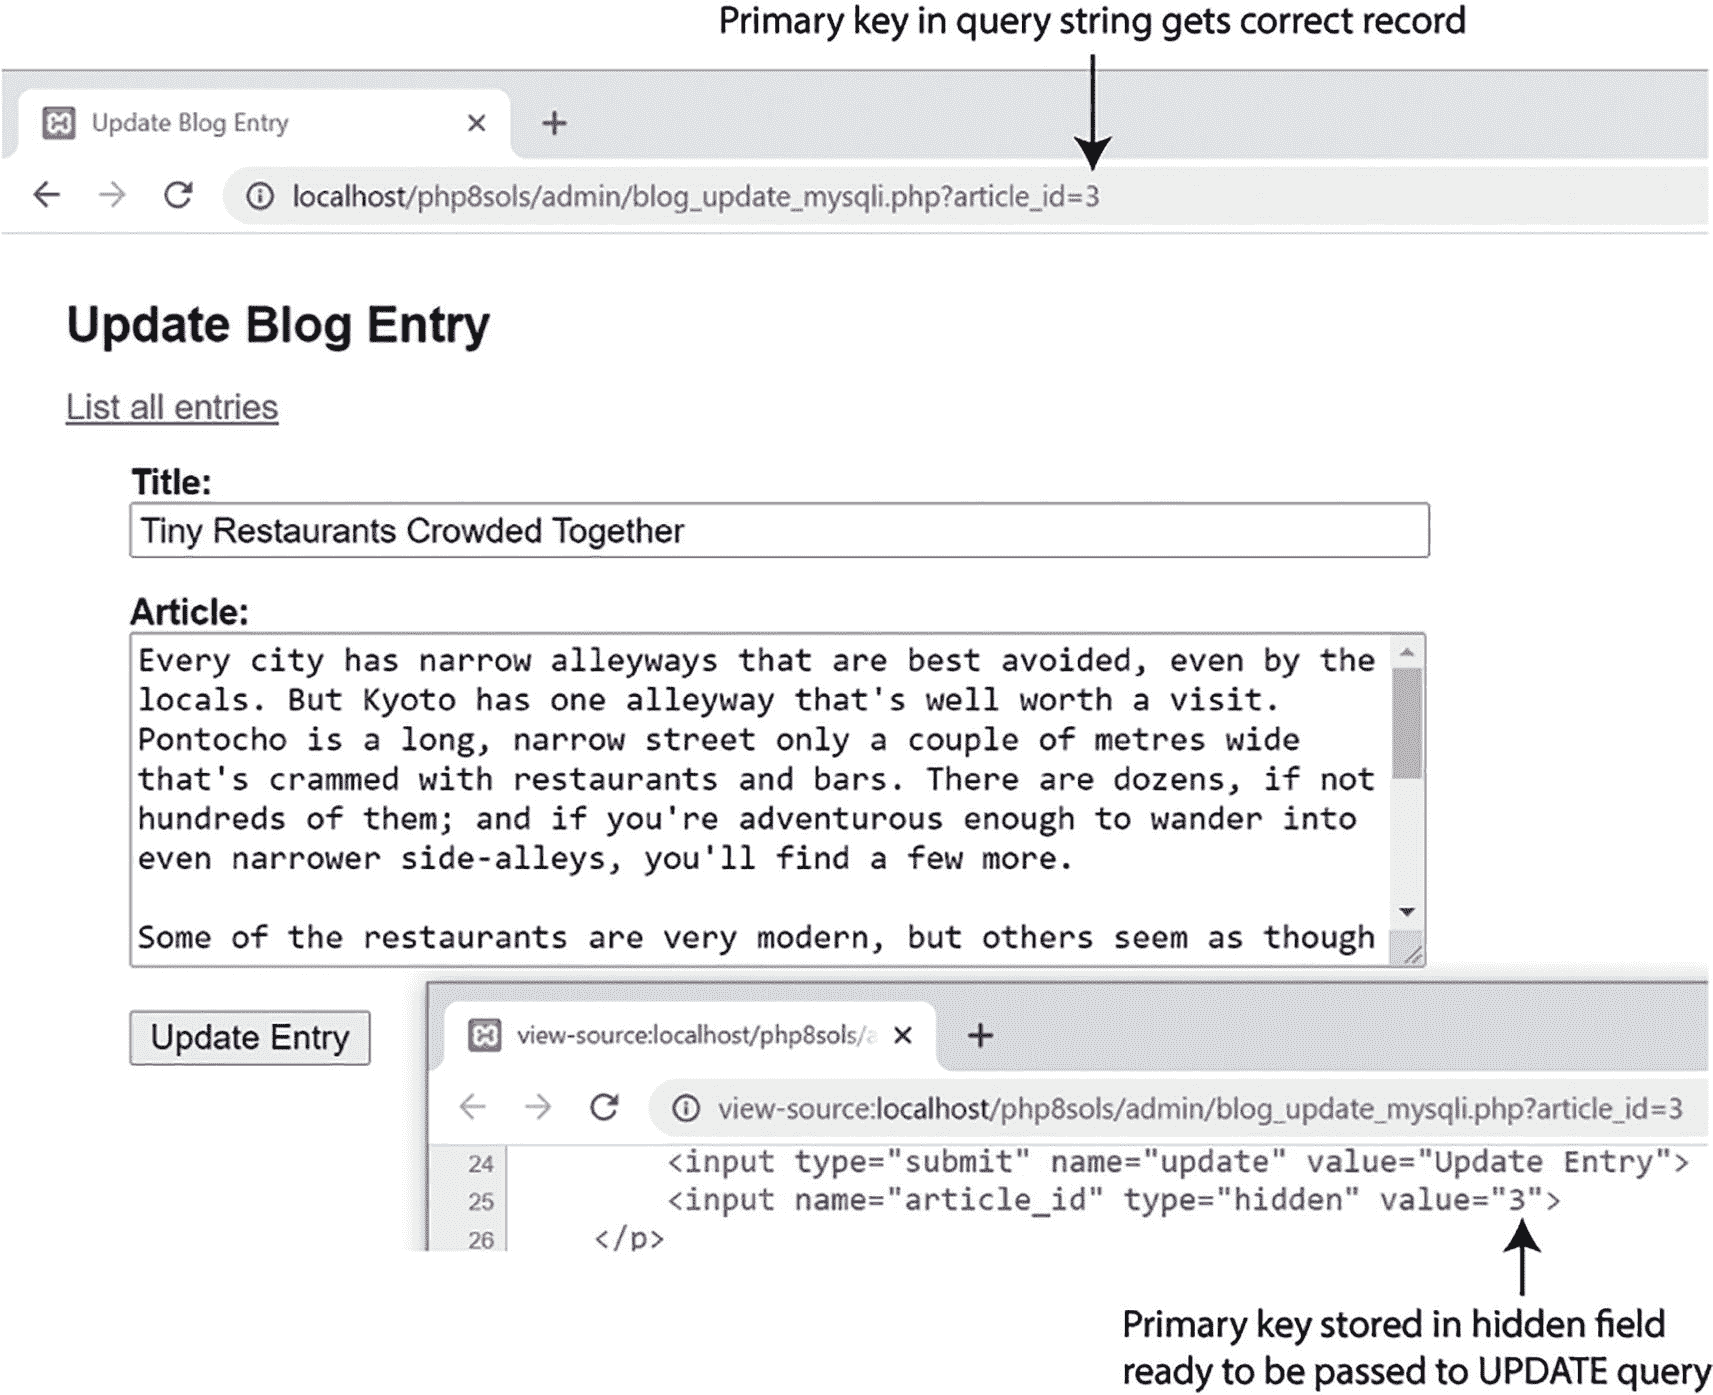 Primary key in query string gets correct record
Update Blog Entry
localhost/php8sols/admin/blog_update_mysqli.php?article_id=3
Update Blog Entry
List all entries
Title:
Tiny Restaurants Crowded Together
Article:
Every city has narrow alleyways that are best avoided, even by the
locals. But Kyoto has one alleyway that's well worth a visit.
Pontocho is a long, narrow street only a couple of metres wide
that's crammed with restaurants and bars. There are dozens, if not
hundreds of them; and if you're adventurous enough to wander into
even narrower side-alleys, you'll find a few more.
Some of the restaurants are very modern, but others seem as though
Update Entry
view-source:localhost/php8sols/a
view-source:localhost/php8sols/admin/blog_update_mysqli.php?article_id=3
24 <input type="submit" name="update" value="Update Entry">
25 <input name="article_id" type="hidden" value="3">
26 </p>
Primary key stored in hidden field
ready to be passed to UPDATE query